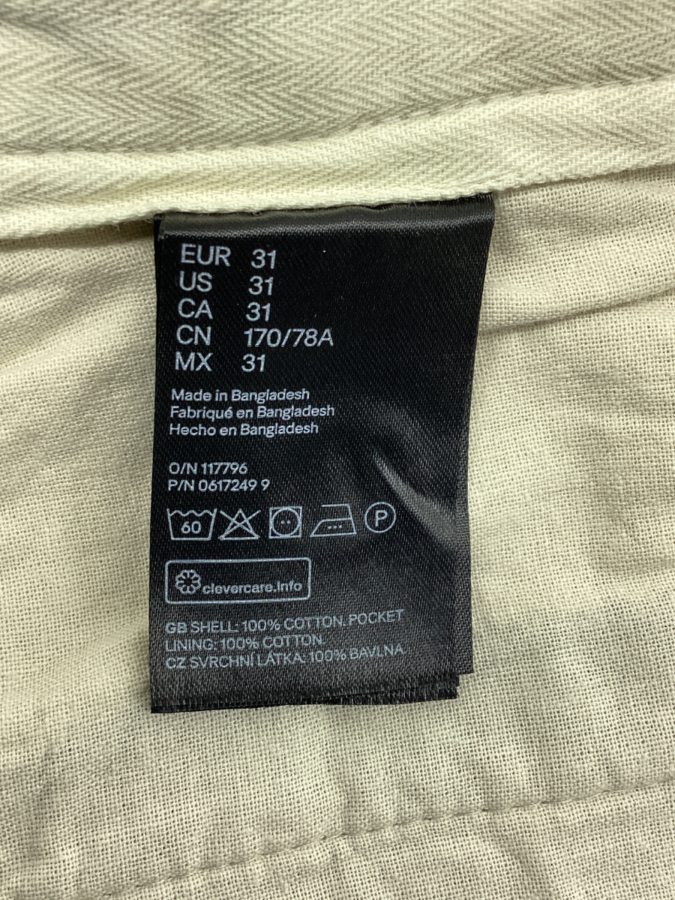 EUR 31
US 31
CA 31
CN 170/78A
MX 31
Made in Bangladesh
Fabriqué en Bangladesh
Hecho en Bangladesh
O/N 117796
P/N 0617249 9
60
P
clevercare.info
GB SHELL: 100% COTTON. POCKET
LINING: 100% COTTON.
CZ SVRCHNÍ LÁTKA: 100% BAVLNA